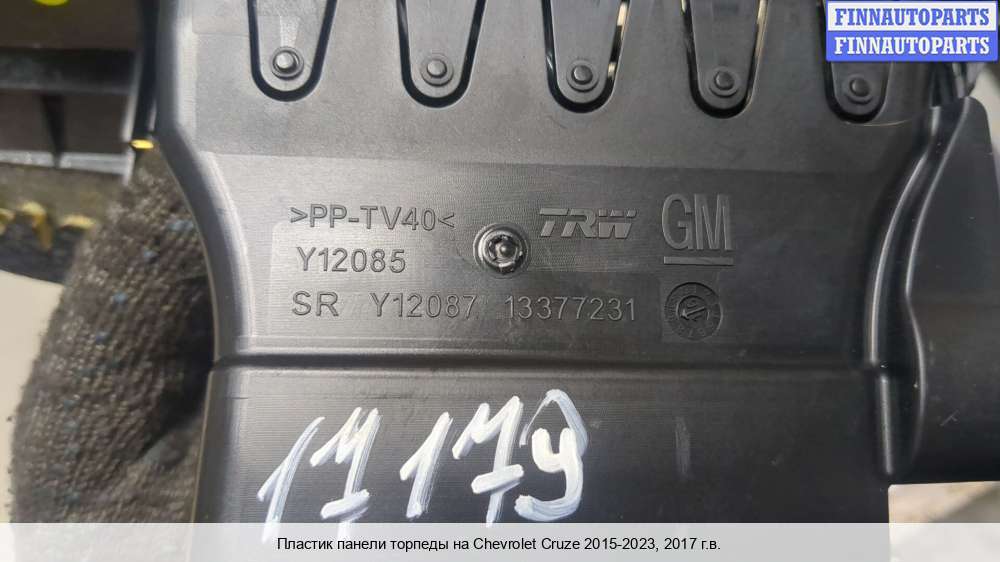 FINNAUTOPARTS
FINNAUTOPARTS
>PP-TV40<
TRW
GM
Y12085
SR Y12087 13377231
Пластик панели торпеды на Chevrolet Cruze 2015-2023, 2017 г.в.